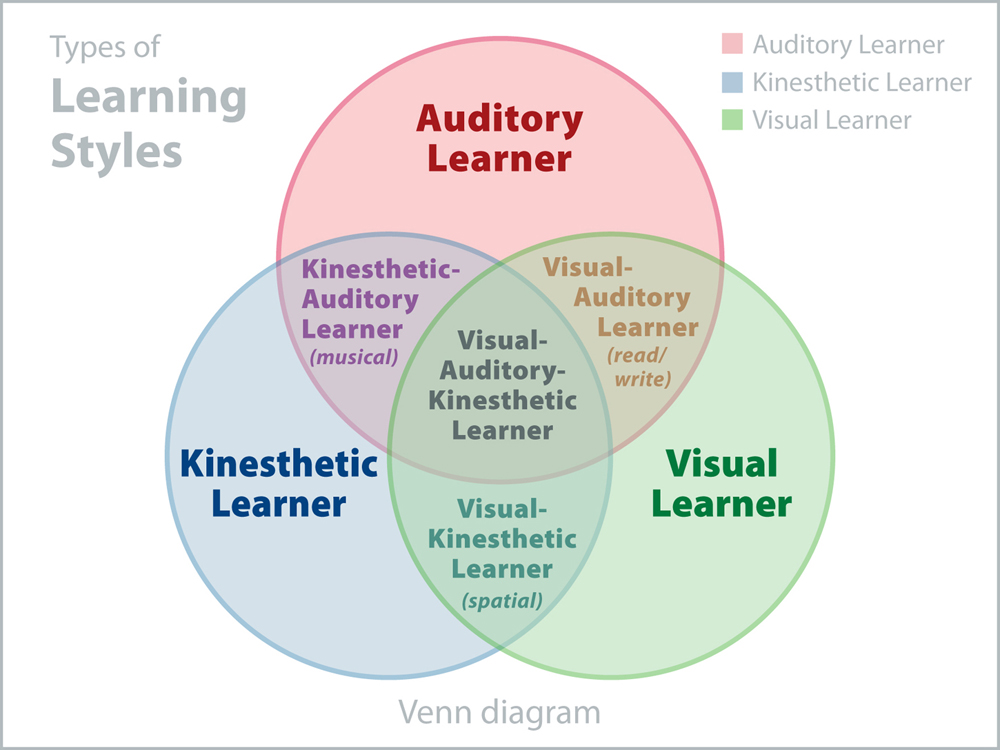 Types of
Learning
Styles
Auditory Learner
Kinesthetic Learner
Visual Learner
Auditory
Learner
Kinesthetic-
Auditory
Learner
(musical)
Visual-
Auditory
Learner
(read/
write)
Visual-
Auditory-
Kinesthetic
Learner
Kinesthetic
Learner
Visual
Learner
Visual-
Kinesthetic
Learner
(spatial)
Venn diagram